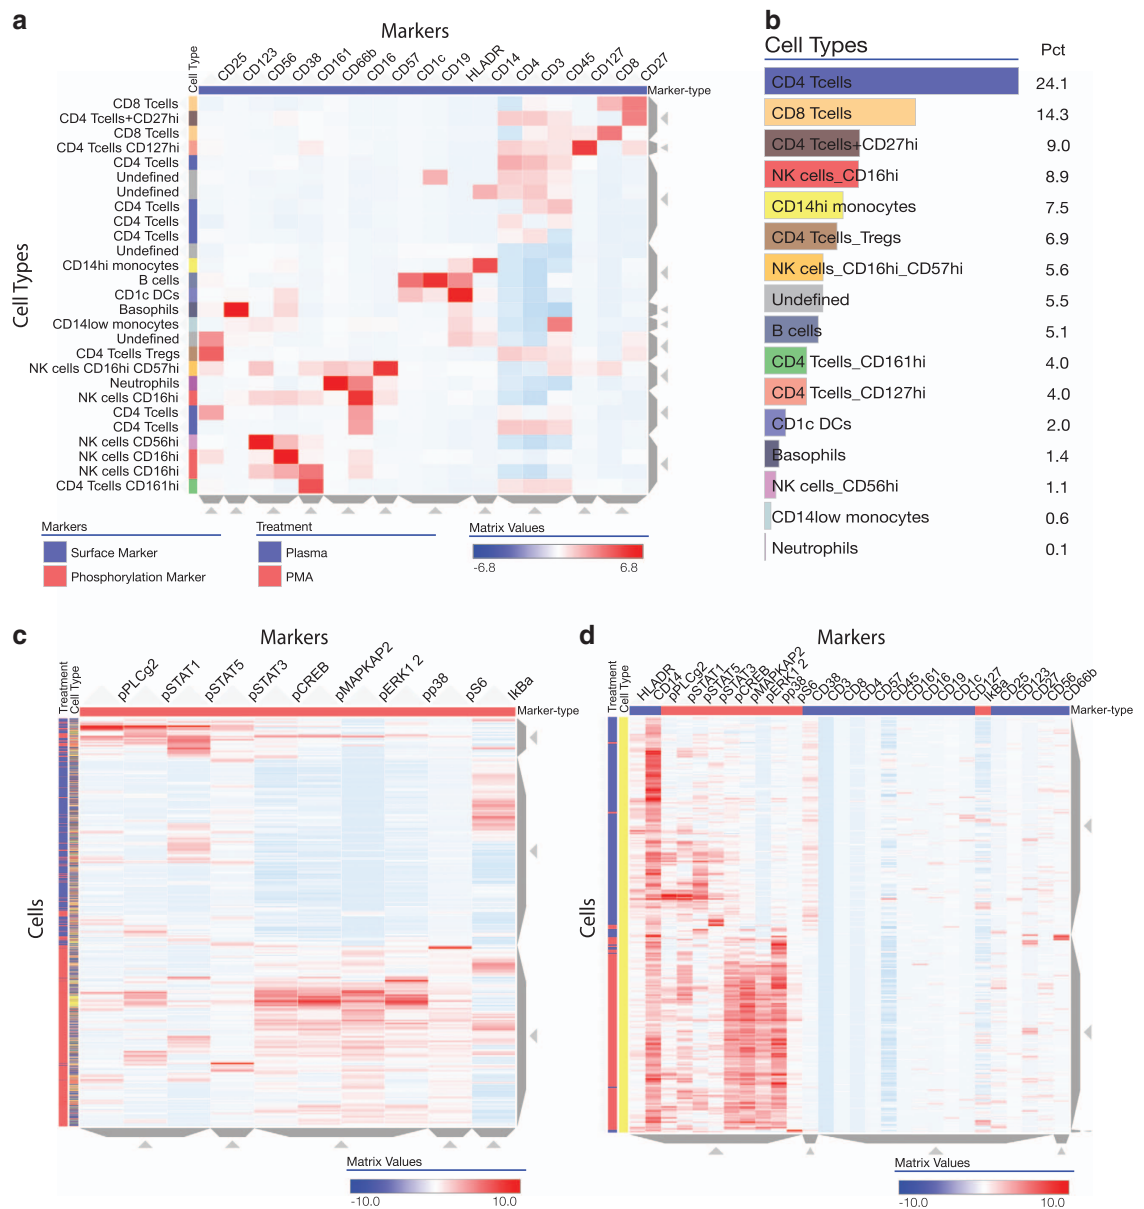 a
Markers
Cell Type
CD25
CD123
CD56
CD38
CD161
CD66b
CD16
CD57
CD1c
CD19
HLADR
CD14
CD4
CD3
CD45
CD127
CD8
CD27
Marker-type
Cell Types
CD8 Tcells
CD4 Tcells+CD27hi
CD8 Tcells
CD4 Tcells CD127hi
CD4 Tcells
Undefined
Undefined
CD4 Tcells
CD4 Tcells
CD4 Tcells
Undefined
CD14hi monocytes
B cells
CD1c DCs
Basophils
CD14low monocytes
Undefined
CD4 Tcells Tregs
NK cells CD16hi CD57hi
Neutrophils
NK cells CD16hi
CD4 Tcells
CD4 Tcells
NK cells CD56hi
NK cells CD16hi
NK cells CD16hi
CD4 Tcells CD161hi
Markers
Surface Marker
Phosphorylation Marker
Treatment
Plasma
PMA
Matrix Values
-6.8 6.8
b
Cell Types Pct
CD4 Tcells 24.1
CD8 Tcells 14.3
CD4 Tcells+CD27hi 9.0
NK cells_CD16hi 8.9
CD14hi monocytes 7.5
CD4 Tcells_Tregs 6.9
NK cells_CD16hi_CD57hi 5.6
Undefined 5.5
B cells 5.1
CD4 Tcells_CD161hi 4.0
CD4 Tcells_CD127hi 4.0
CD1c DCs 2.0
Basophils 1.4
NK cells_CD56hi 1.1
CD14low monocytes 0.6
Neutrophils 0.1
c
Markers
Treatment
Cell Type
pPLCg2
pSTAT1
pSTAT5
pSTAT3
pCREB
pMAPKAP2
pERK1 2
pp38
pS6
IkBa
Marker-type
Cells
Matrix Values
-10.0 10.0
d
Markers
Treatment
Cell Type
HLADR
CD14
pPLCg2
pSTAT1
pSTAT5
pSTAT3
pCREB
pMAPKAP2
pERK1 2
pp38
pS6
CD38
CD3
CD8
CD4
CD57
CD45
CD161
CD16
CD19
CD1c
CD127
IkBa
CD25
CD123
CD27
CD56
CD66b
Marker-type
Cells
Matrix Values
-10.0 10.0